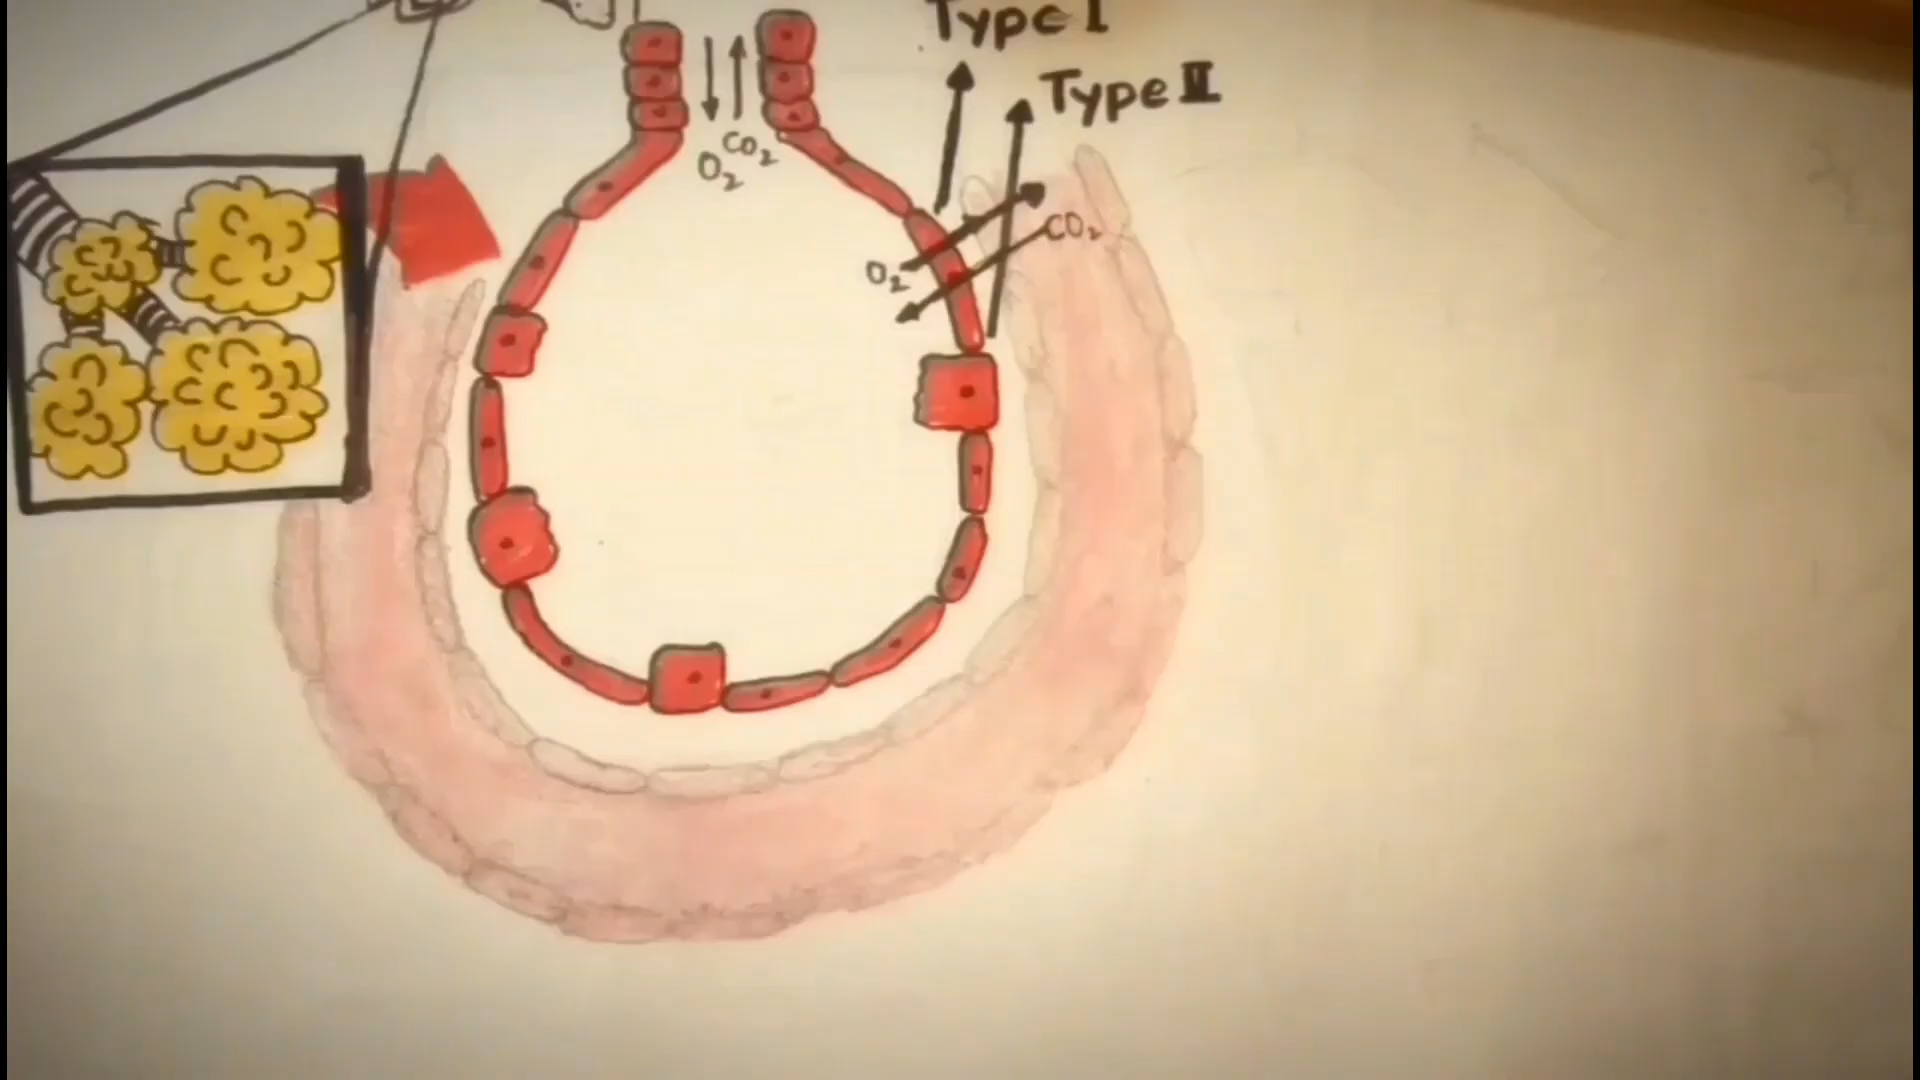 Type I
Type II
CO₂
O₂
CO₂
O₂